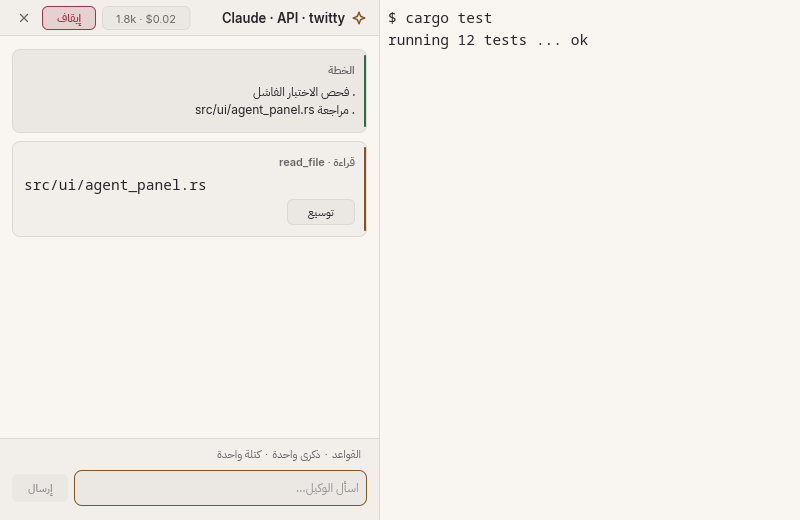 Claude · API · twitty
1.8k · $0.02
إيقاف
×
الخطة
. فحص الاختبار الفاشل
. مراجعة src/ui/agent_panel.rs
قراءة · read_file
src/ui/agent_panel.rs
توسيع
القواعد · ذكرى واحدة · كتلة واحدة
اسأل الوكيل...
إرسال
$ cargo test
running 12 tests ... ok